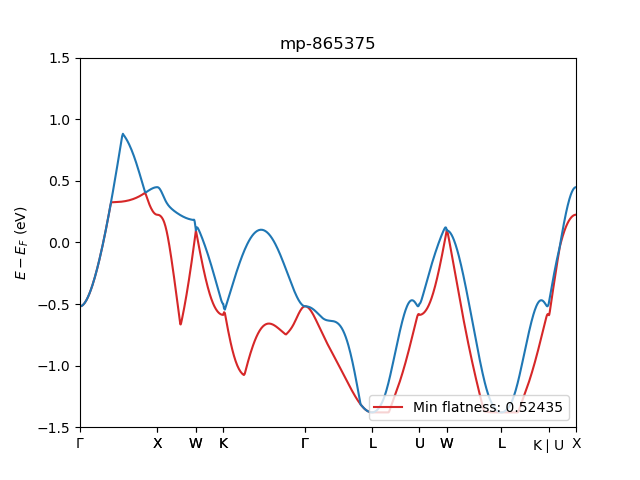 mp-865375
E − E_F (eV)
1.5
1.0
0.5
0.0
−0.5
−1.0
−1.5
Min flatness: 0.52435
Γ X W K Γ L U W L K | U X